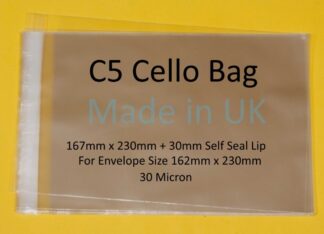 C5 Cello Bag
Made in UK
167mm x 230mm + 30mm Self Seal Lip
For Envelope Size 162mm x 230mm
30 Micron